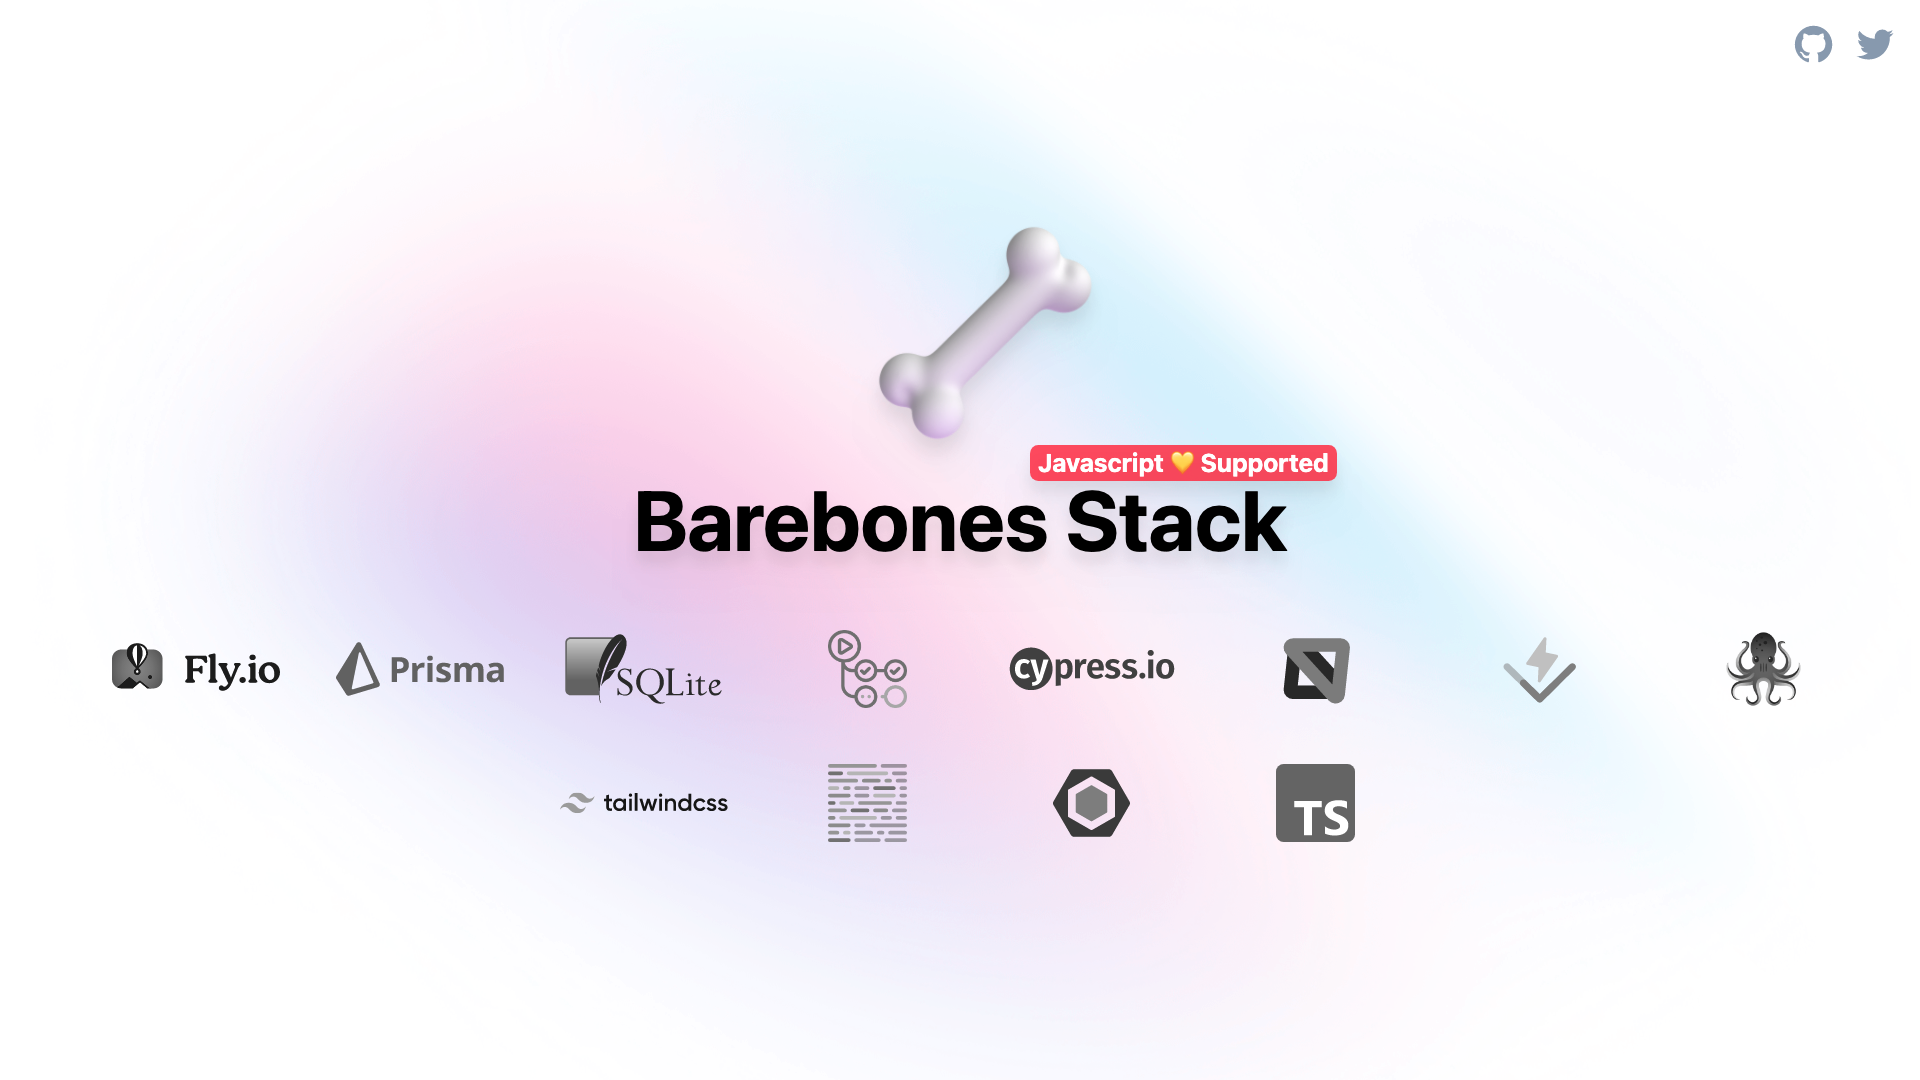 Javascript 💛 Supported
Barebones Stack
Fly.io
Prisma
SQLite
cypress.io
tailwindcss
TS